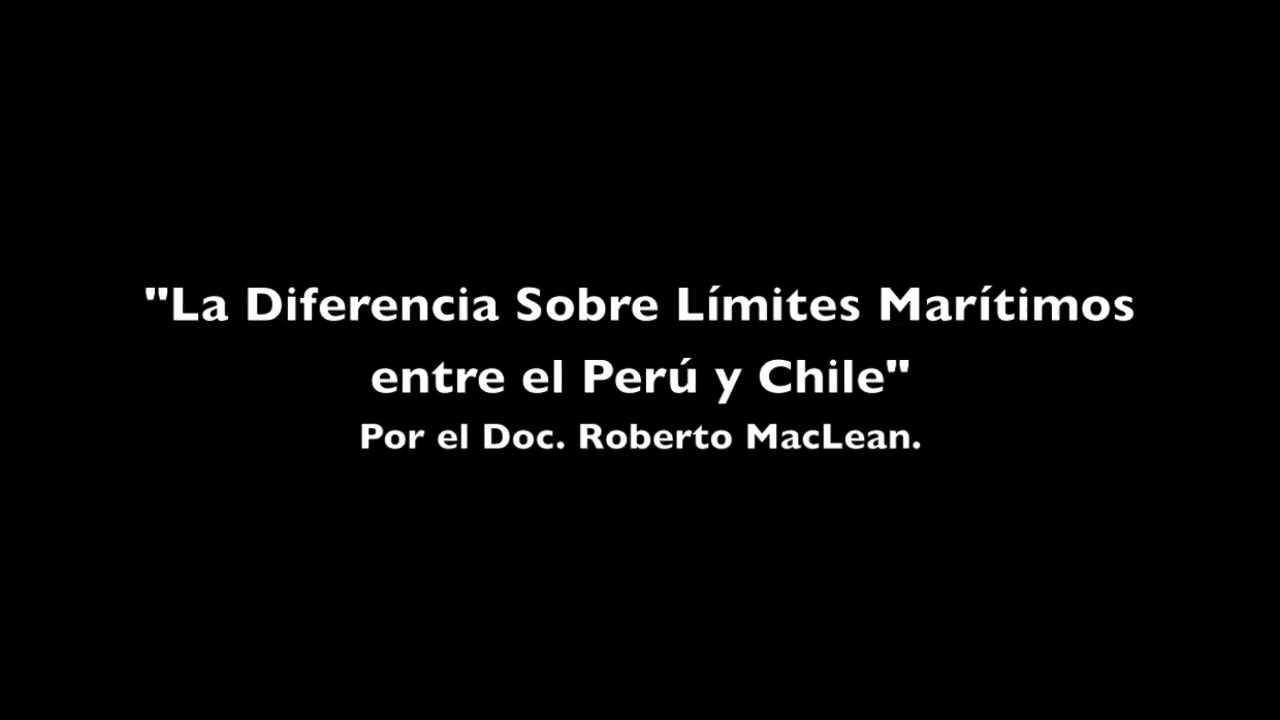 "La Diferencia Sobre Límites Marítimos
entre el Perú y Chile"
Por el Doc. Roberto MacLean.